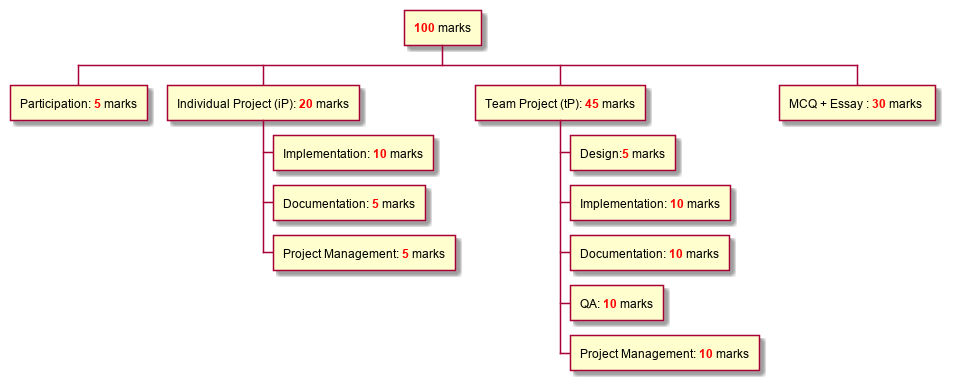 100 marks
Participation: 5 marks
Individual Project (iP): 20 marks
Team Project (tP): 45 marks
MCQ + Essay : 30 marks
Implementation: 10 marks
Documentation: 5 marks
Project Management: 5 marks
Design:5 marks
Implementation: 10 marks
Documentation: 10 marks
QA: 10 marks
Project Management: 10 marks